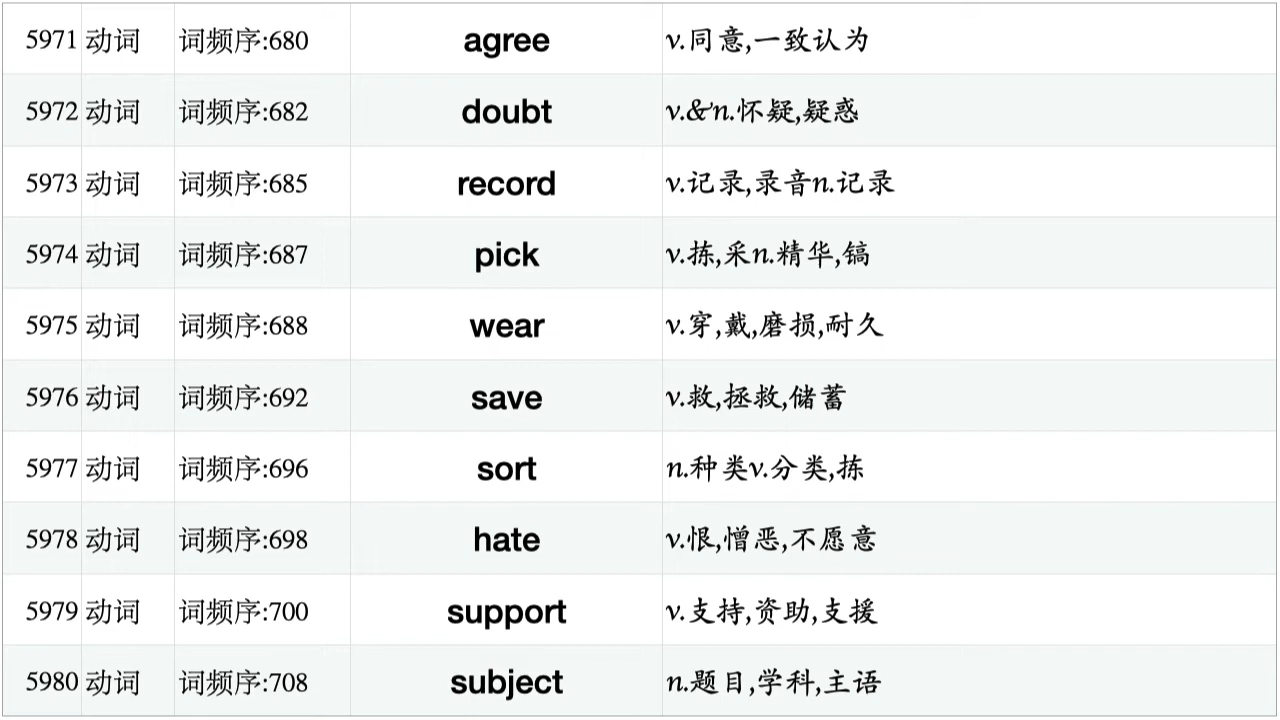 5971 动词 词频序:680 agree v.同意,一致认为
5972 动词 词频序:682 doubt v.&n.怀疑,疑惑
5973 动词 词频序:685 record v.记录,录音n.记录
5974 动词 词频序:687 pick v.拣,采n.精华,镐
5975 动词 词频序:688 wear v.穿,戴,磨损,耐久
5976 动词 词频序:692 save v.救,拯救,储蓄
5977 动词 词频序:696 sort n.种类v.分类,拣
5978 动词 词频序:698 hate v.恨,憎恶,不愿意
5979 动词 词频序:700 support v.支持,资助,支援
5980 动词 词频序:708 subject n.题目,学科,主语